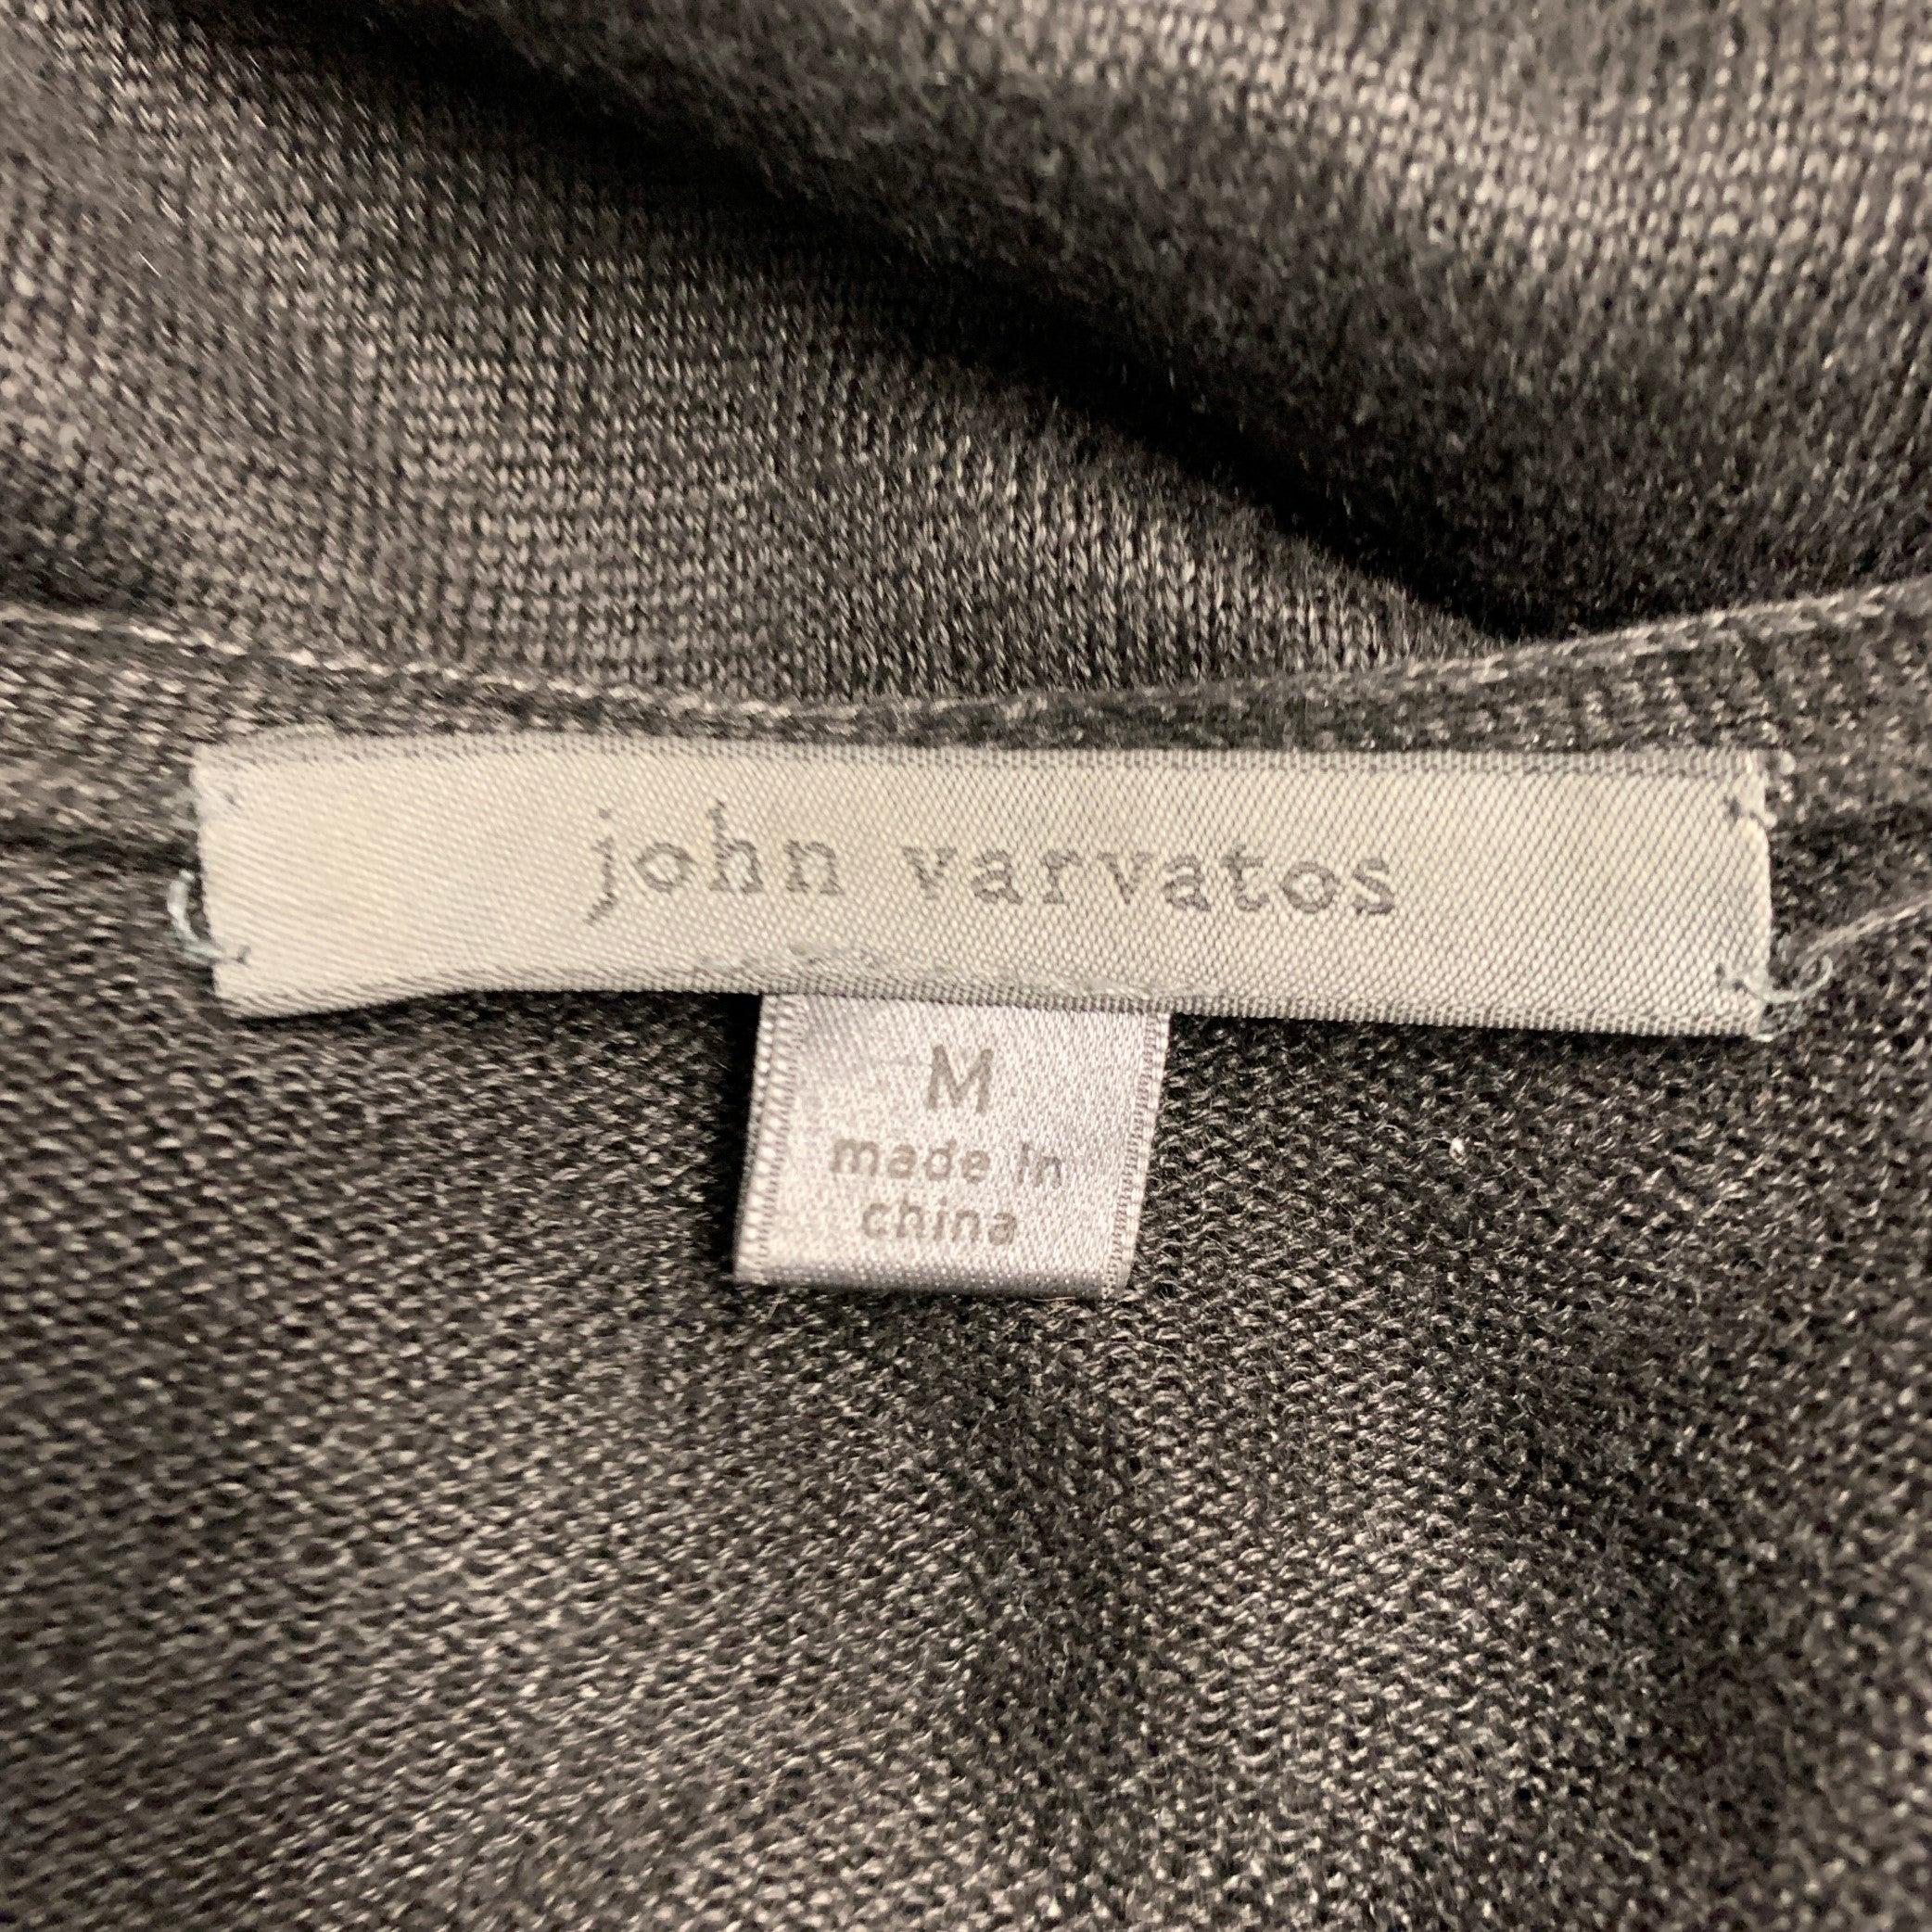 john varvatos
M
made in
china